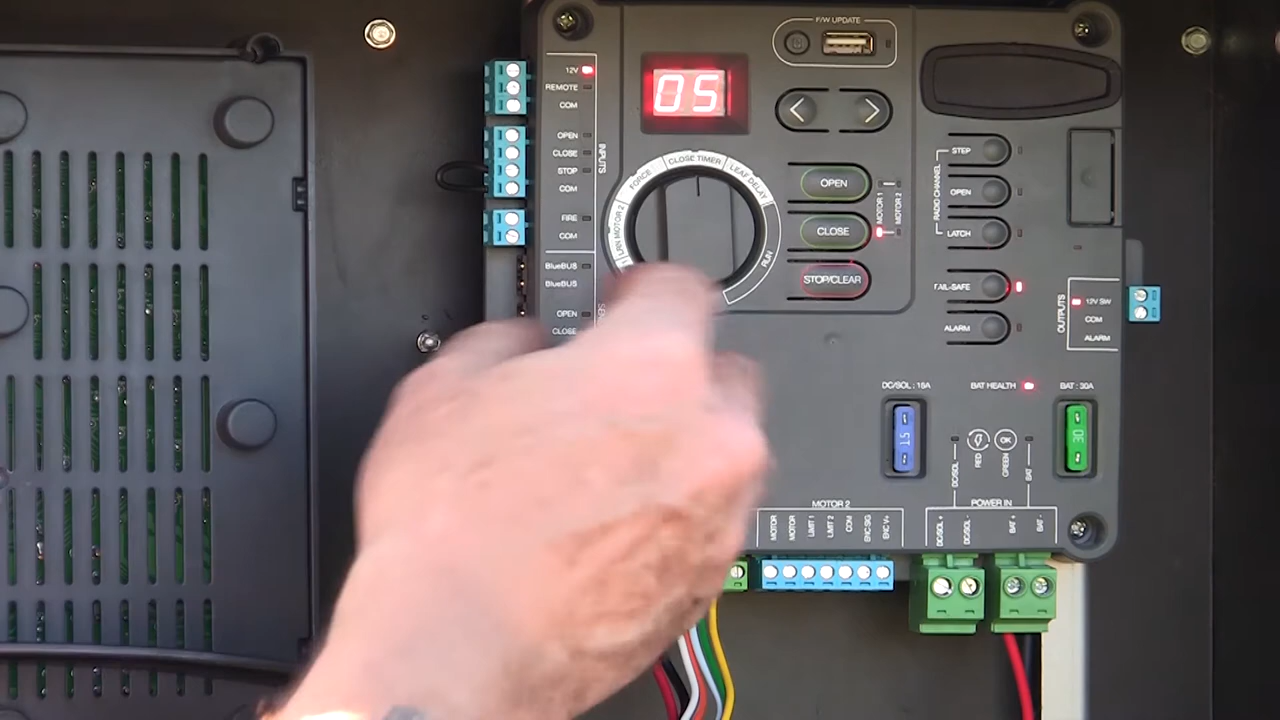 F/W UPDATE
12V
REMOTE
COM
OPEN
CLOSE
STOP
COM
FIRE
COM
BlueBUS
BlueBUS
OPEN
CLOSE
INPUTS
05
LRN MOTOR 2
FORCE
CLOSE TIMER
LEAF DELAY
RUN
OPEN
CLOSE
STOP/CLEAR
MOTOR 1
MOTOR 2
RADIO CHANNEL
STEP
OPEN
LATCH
FAIL-SAFE
ALARM
OUTPUTS
12V SW
COM
ALARM
DC/SOL : 15A
BAT HEALTH
BAT : 30A
15
30
DC/SOL
RED
OK
GREEN
BAT
MOTOR 2
POWER IN
MOTOR
MOTOR
LIMIT 1
LIMIT 2
COM
ENC SIG
ENC V+
DC/SOL +
DC/SOL -
BAT +
BAT -